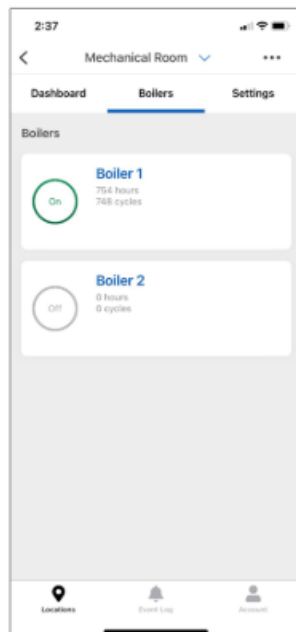 2:37
Mechanical Room
Dashboard Boilers Settings
Boilers
On
Boiler 1
754 hours
748 cycles
Off
Boiler 2
0 hours
0 cycles
Locations Event Log Account